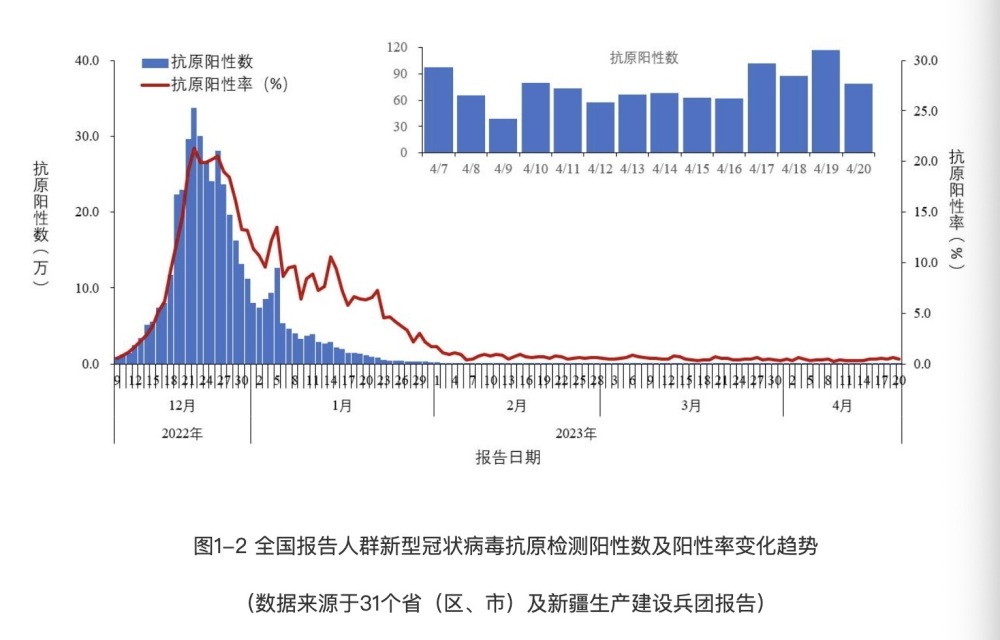 抗原阳性数
抗原阳性率（%）
抗原阳性数（万）
40.0
30.0
20.0
10.0
0.0
抗原阳性数
120
90
60
30
0
4/7 4/8 4/9 4/10 4/11 4/12 4/13 4/14 4/15 4/16 4/17 4/18 4/19 4/20
30.0
25.0
20.0
15.0
10.0
5.0
0.0
抗原阳性率（%）
9 12 15 18 21 24 27 30 2 5 8 11 14 17 20 23 26 29 1 4 7 10 13 16 19 22 25 28 3 6 9 12 15 18 21 24 27 30 2 5 8 11 14 17 20
12月 1月 2月 3月 4月
2022年 2023年
报告日期
图1-2 全国报告人群新型冠状病毒抗原检测阳性数及阳性率变化趋势
（数据来源于31个省（区、市）及新疆生产建设兵团报告）